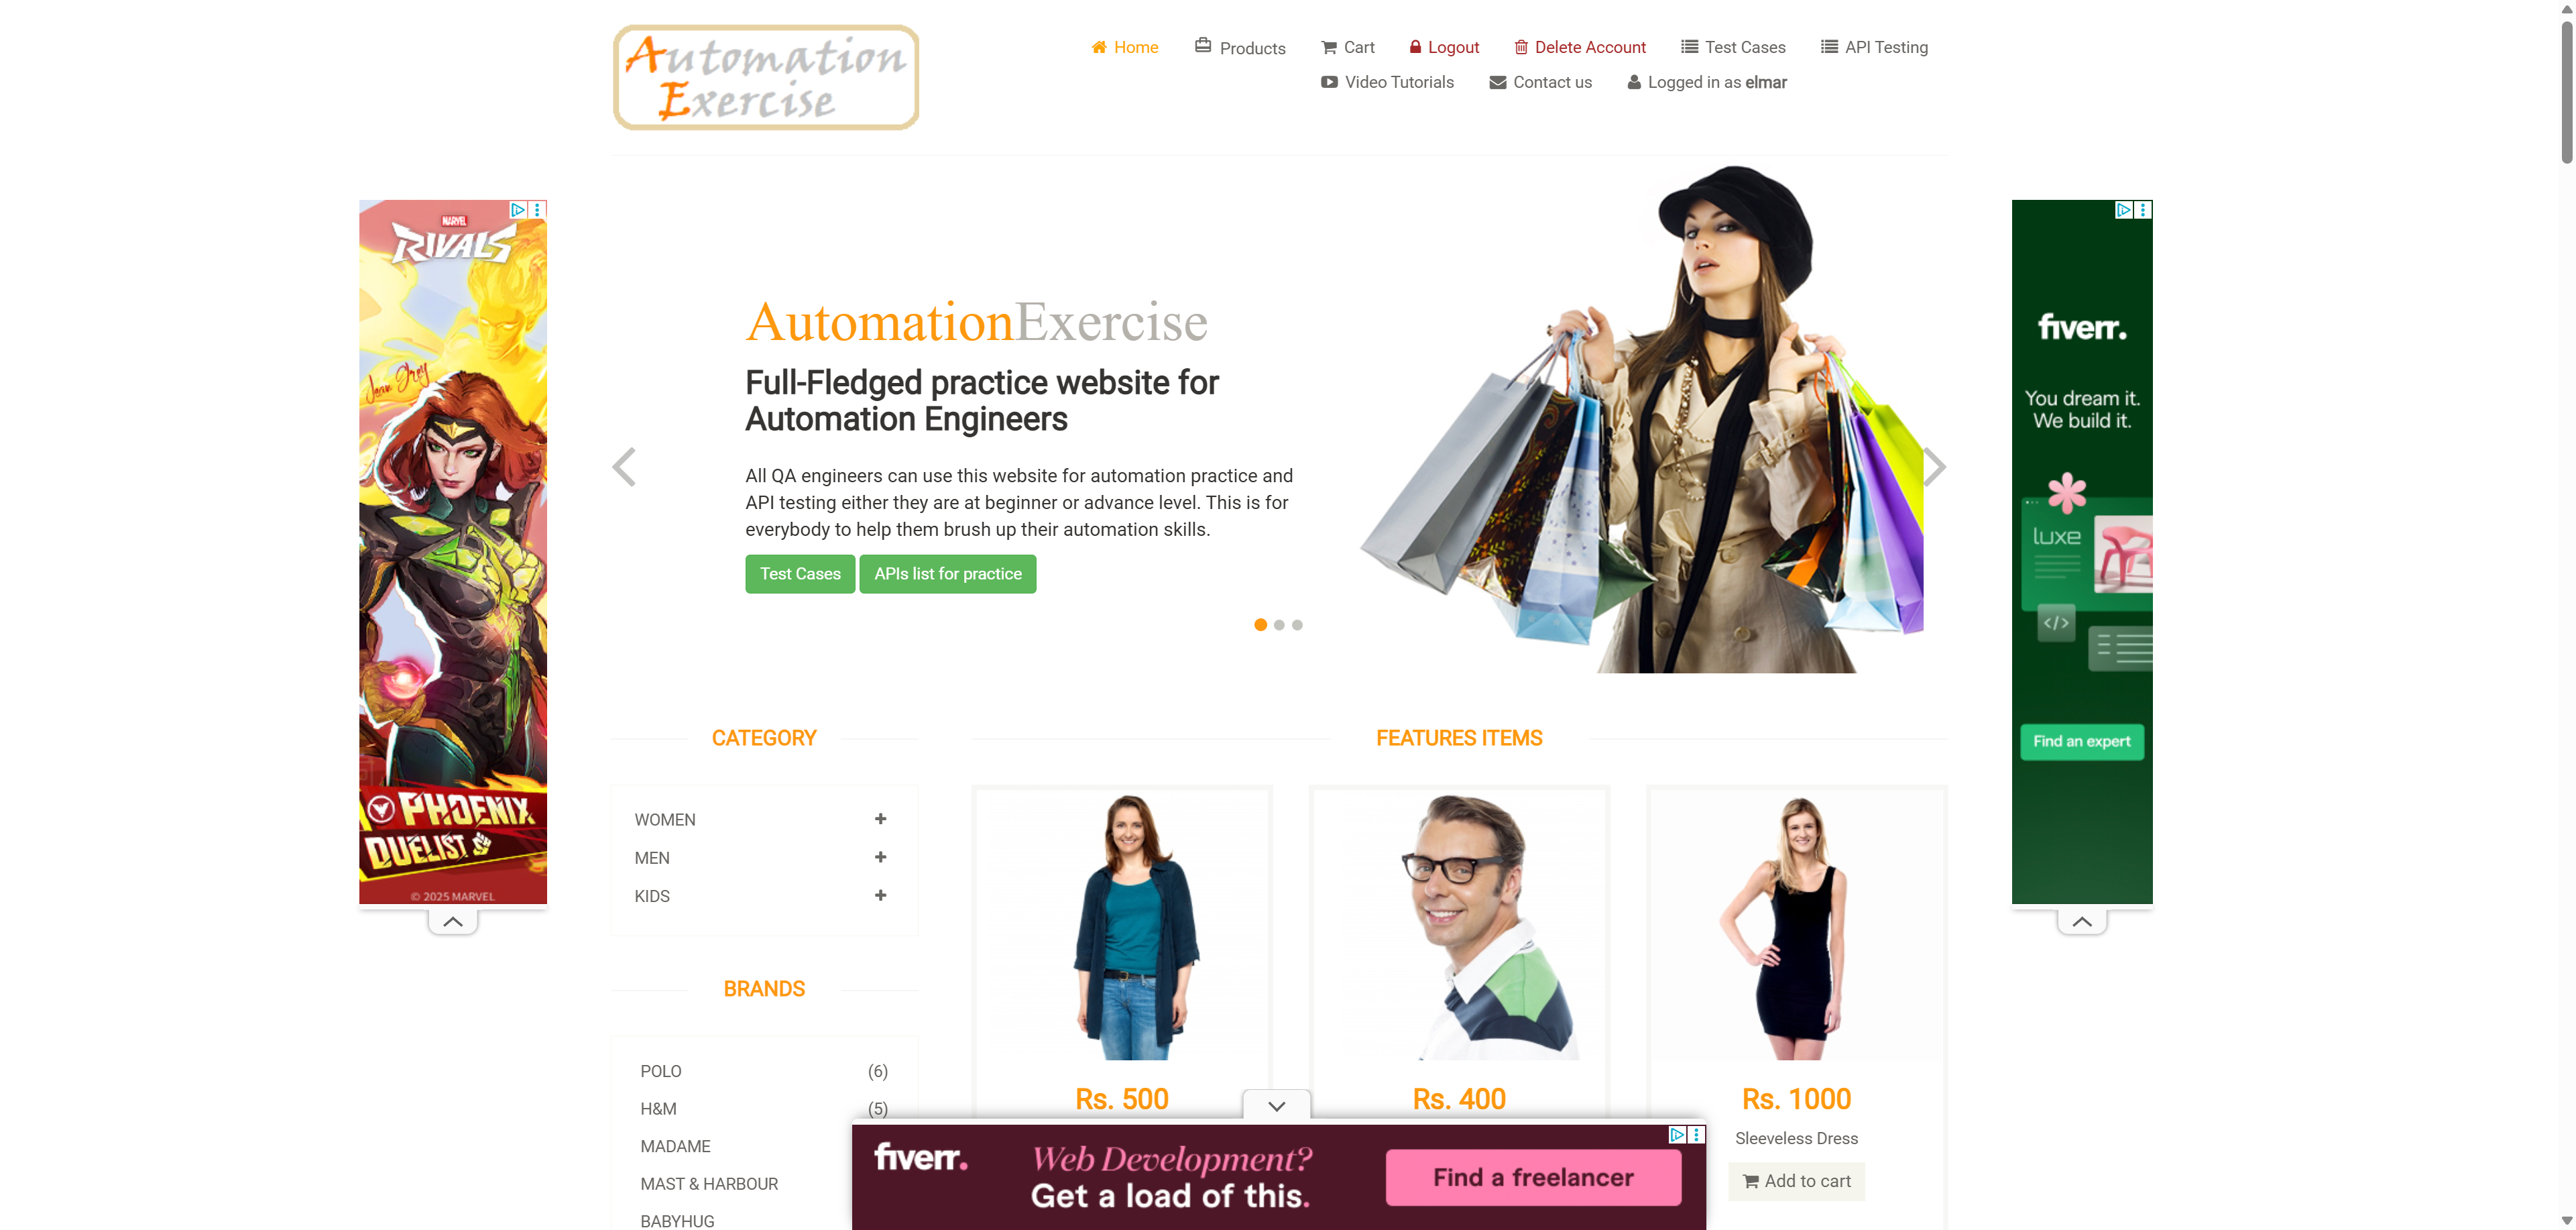 Automation
Exercise
Home
Products
Cart
Logout
Delete Account
Test Cases
API Testing
Video Tutorials
Contact us
Logged in as elmar
MARVEL
RIVALS
Jean Grey
PHOENIX
DUELIST
© 2025 MARVEL
AutomationExercise
Full-Fledged practice website for
Automation Engineers
All QA engineers can use this website for automation practice and
API testing either they are at beginner or advance level. This is for
everybody to help them brush up their automation skills.
Test Cases
APIs list for practice
fiverr.
You dream it.
We build it.
luxe
</>
Find an expert
CATEGORY
WOMEN
MEN
KIDS
BRANDS
POLO (6)
H&M (5)
MADAME
MAST & HARBOUR
BABYHUG
FEATURES ITEMS
Rs. 500
Rs. 400
Rs. 1000
Sleeveless Dress
Add to cart
fiverr.
Web Development?
Get a load of this.
Find a freelancer